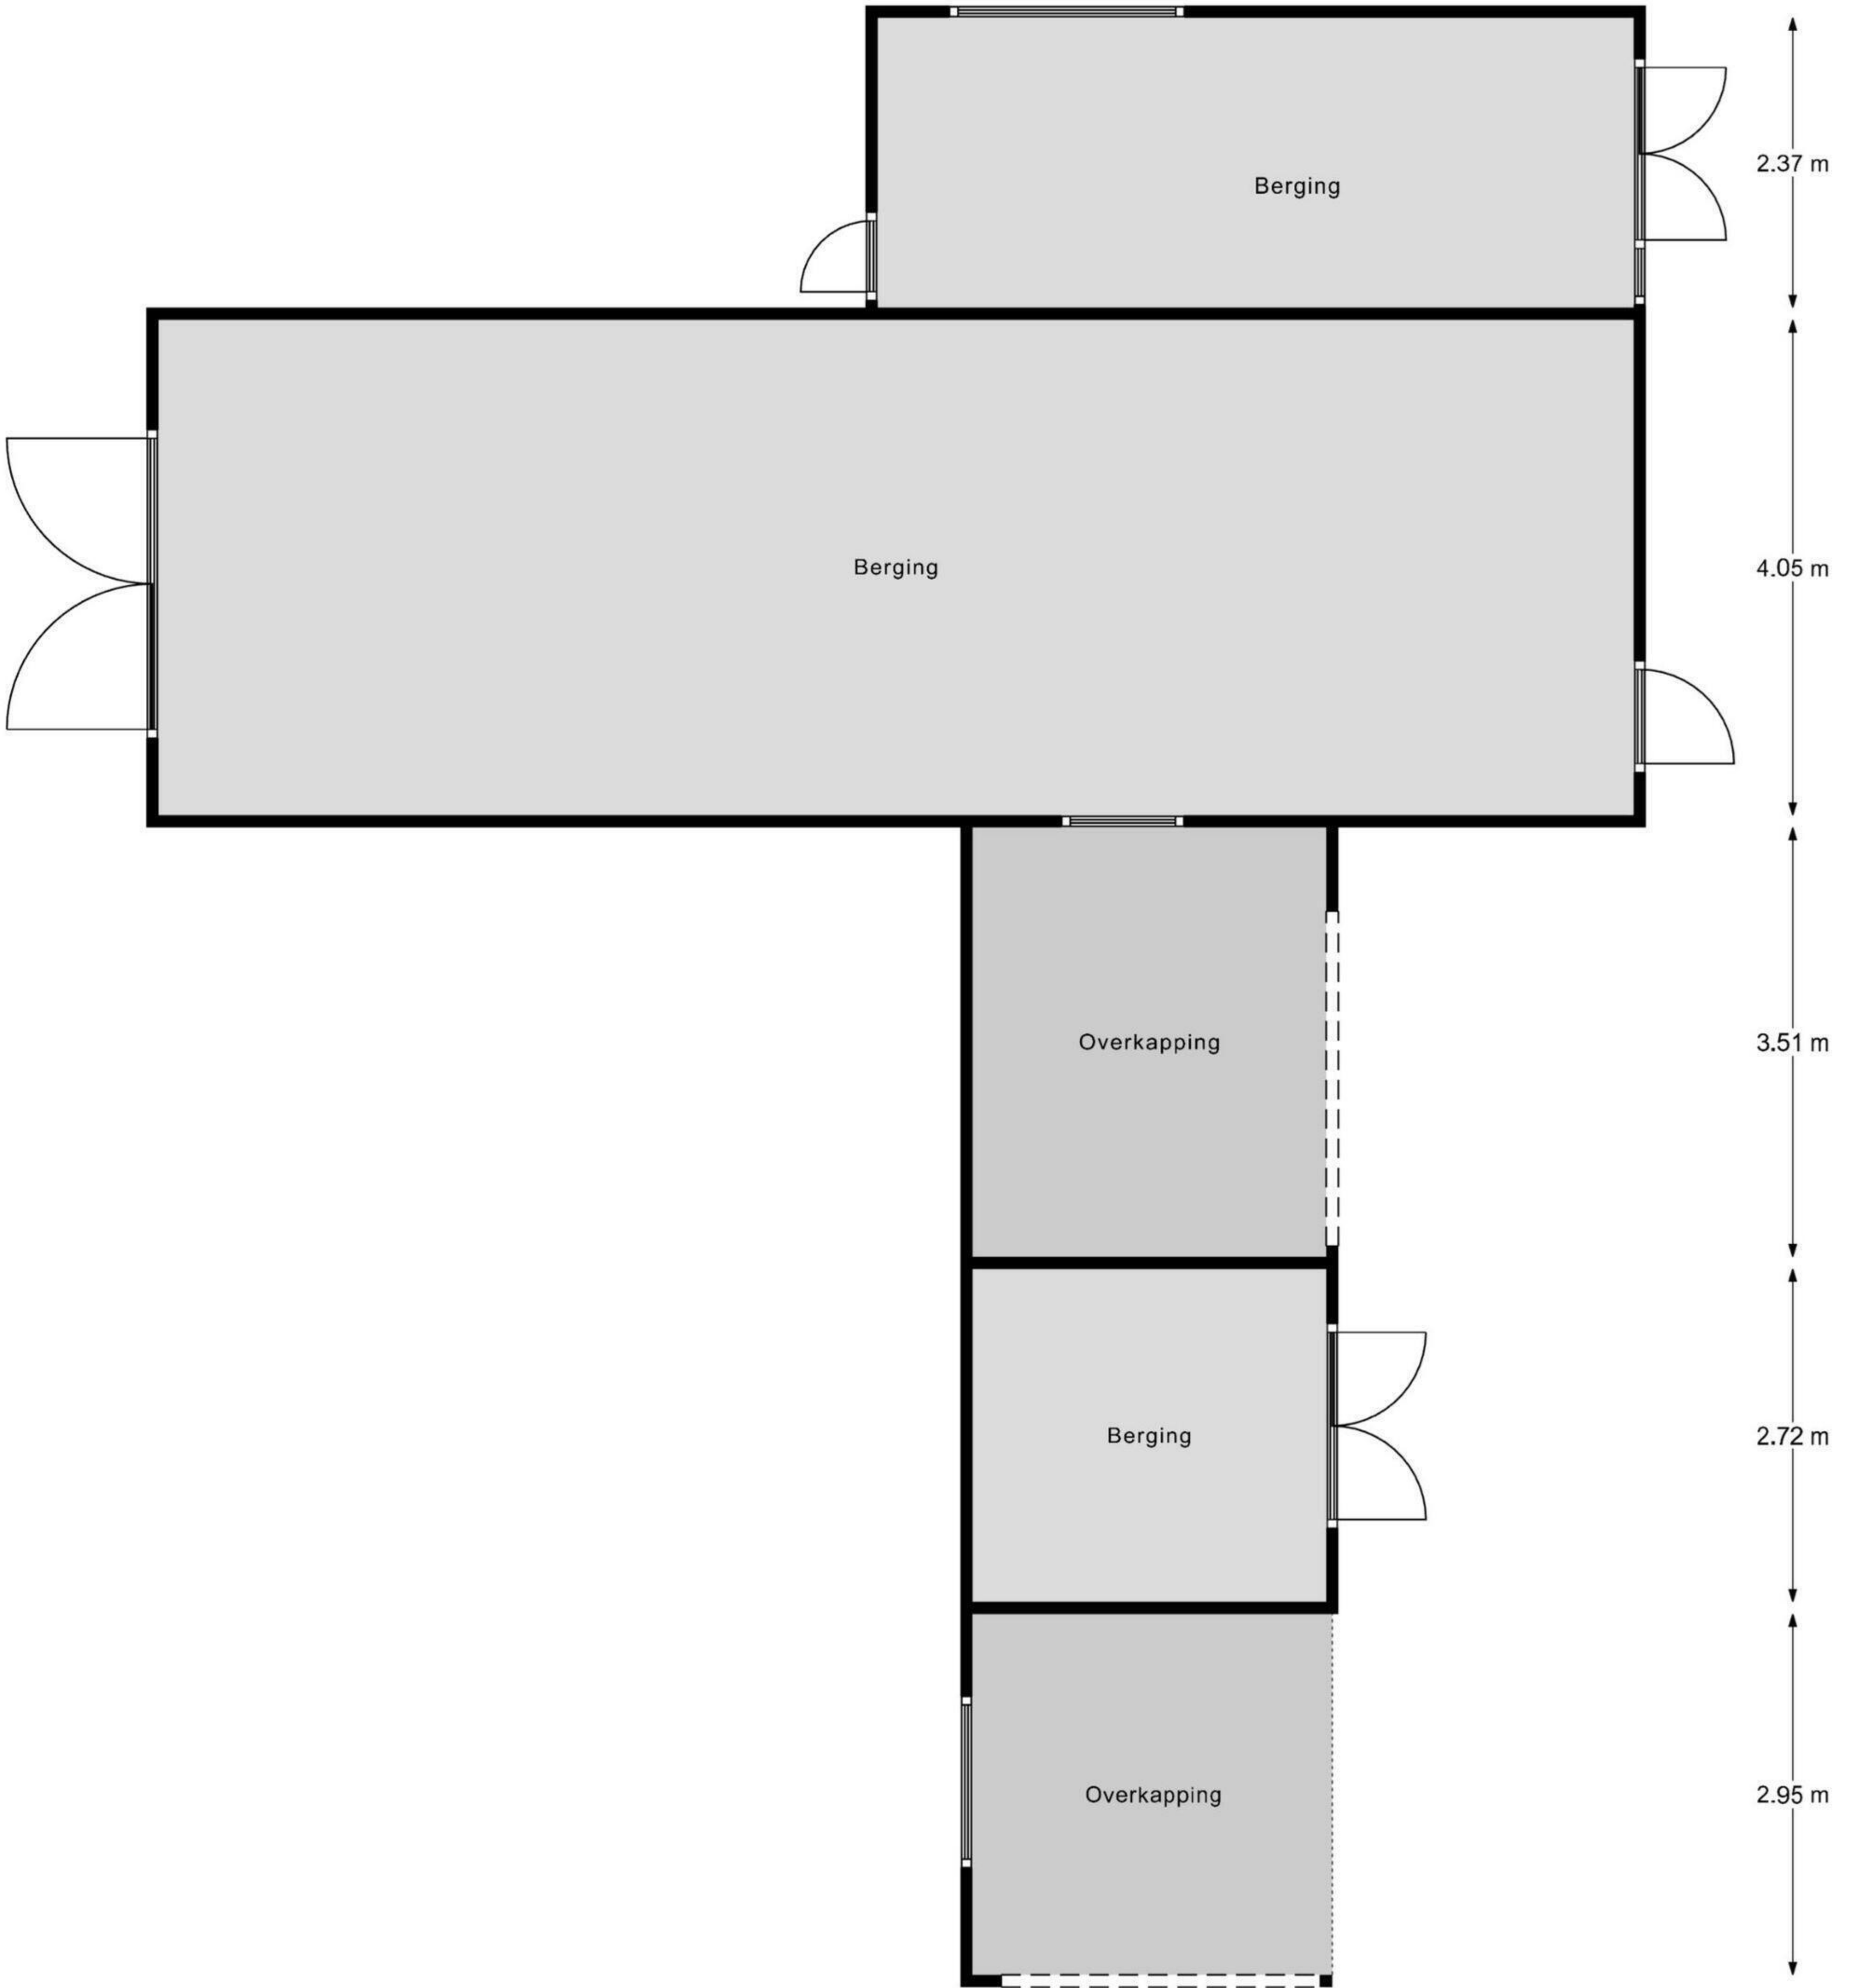 2.37 m
Berging
Berging
4.05 m
Overkapping
3.51 m
Berging
2.72 m
Overkapping
2.95 m